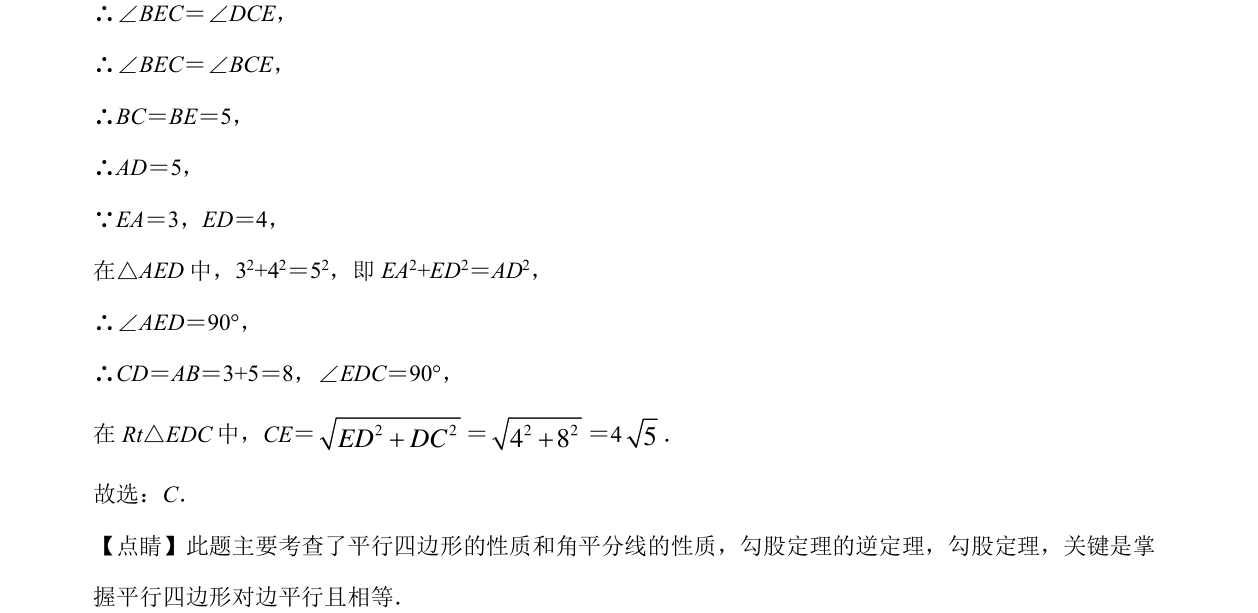 ∴∠BEC＝∠DCE，
∴∠BEC＝∠BCE，
∴BC＝BE＝5，
∴AD＝5，
∵EA＝3，ED＝4，
在△AED 中，3²+4²＝5²，即 EA²+ED²＝AD²，
∴∠AED＝90°，
∴CD＝AB＝3+5＝8，∠EDC＝90°，
在 Rt△EDC 中，CE＝√(ED²+DC²)＝√(4²+8²)＝4√5．
故选：C．
【点睛】此题主要考查了平行四边形的性质和角平分线的性质，勾股定理的逆定理，勾股定理，关键是掌
握平行四边形对边平行且相等．